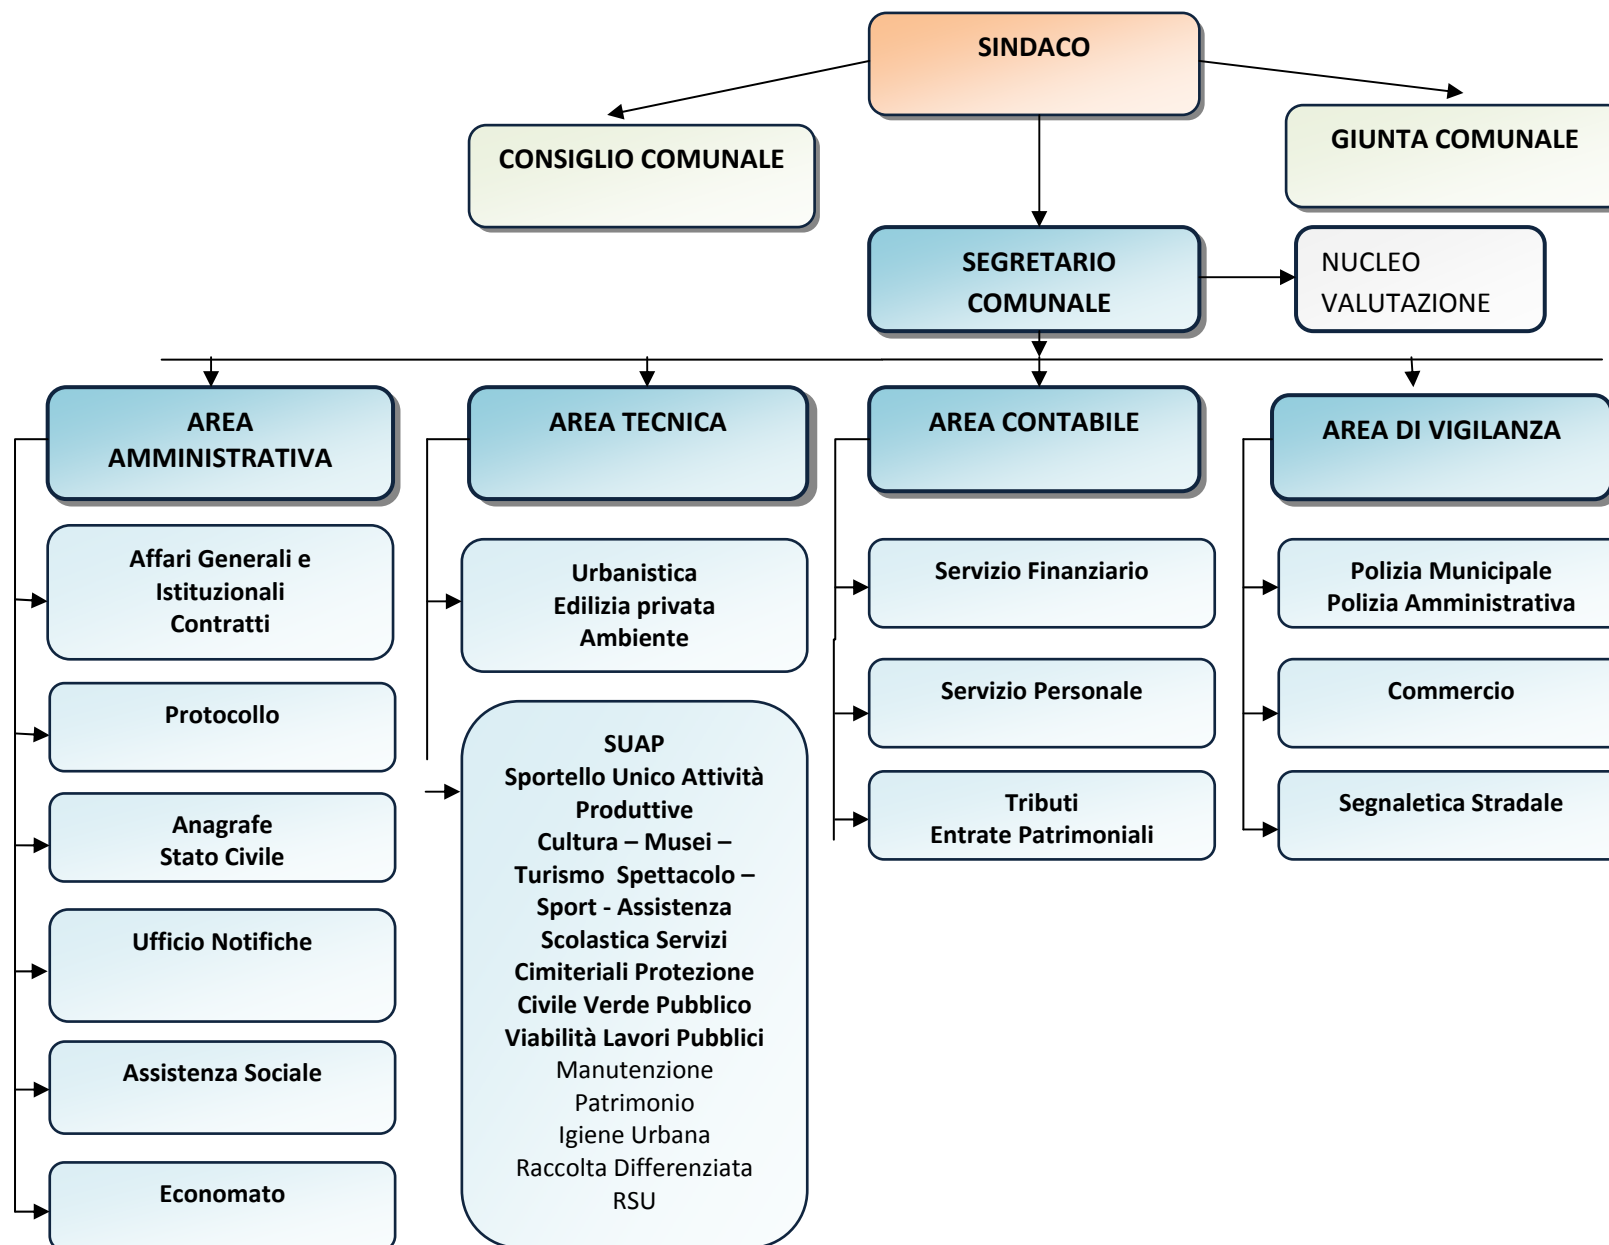 SINDACO
CONSIGLIO COMUNALE
GIUNTA COMUNALE
SEGRETARIO
COMUNALE
NUCLEO
VALUTAZIONE
AREA
AMMINISTRATIVA
AREA TECNICA
AREA CONTABILE
AREA DI VIGILANZA
Affari Generali e
Istituzionali
Contratti
Protocollo
Anagrafe
Stato Civile
Ufficio Notifiche
Assistenza Sociale
Economato
Urbanistica
Edilizia privata
Ambiente
SUAP
Sportello Unico Attività
Produttive
Cultura – Musei –
Turismo Spettacolo –
Sport - Assistenza
Scolastica Servizi
Cimiteriali Protezione
Civile Verde Pubblico
Viabilità Lavori Pubblici
Manutenzione
Patrimonio
Igiene Urbana
Raccolta Differenziata
RSU
Servizio Finanziario
Servizio Personale
Tributi
Entrate Patrimoniali
Polizia Municipale
Polizia Amministrativa
Commercio
Segnaletica Stradale